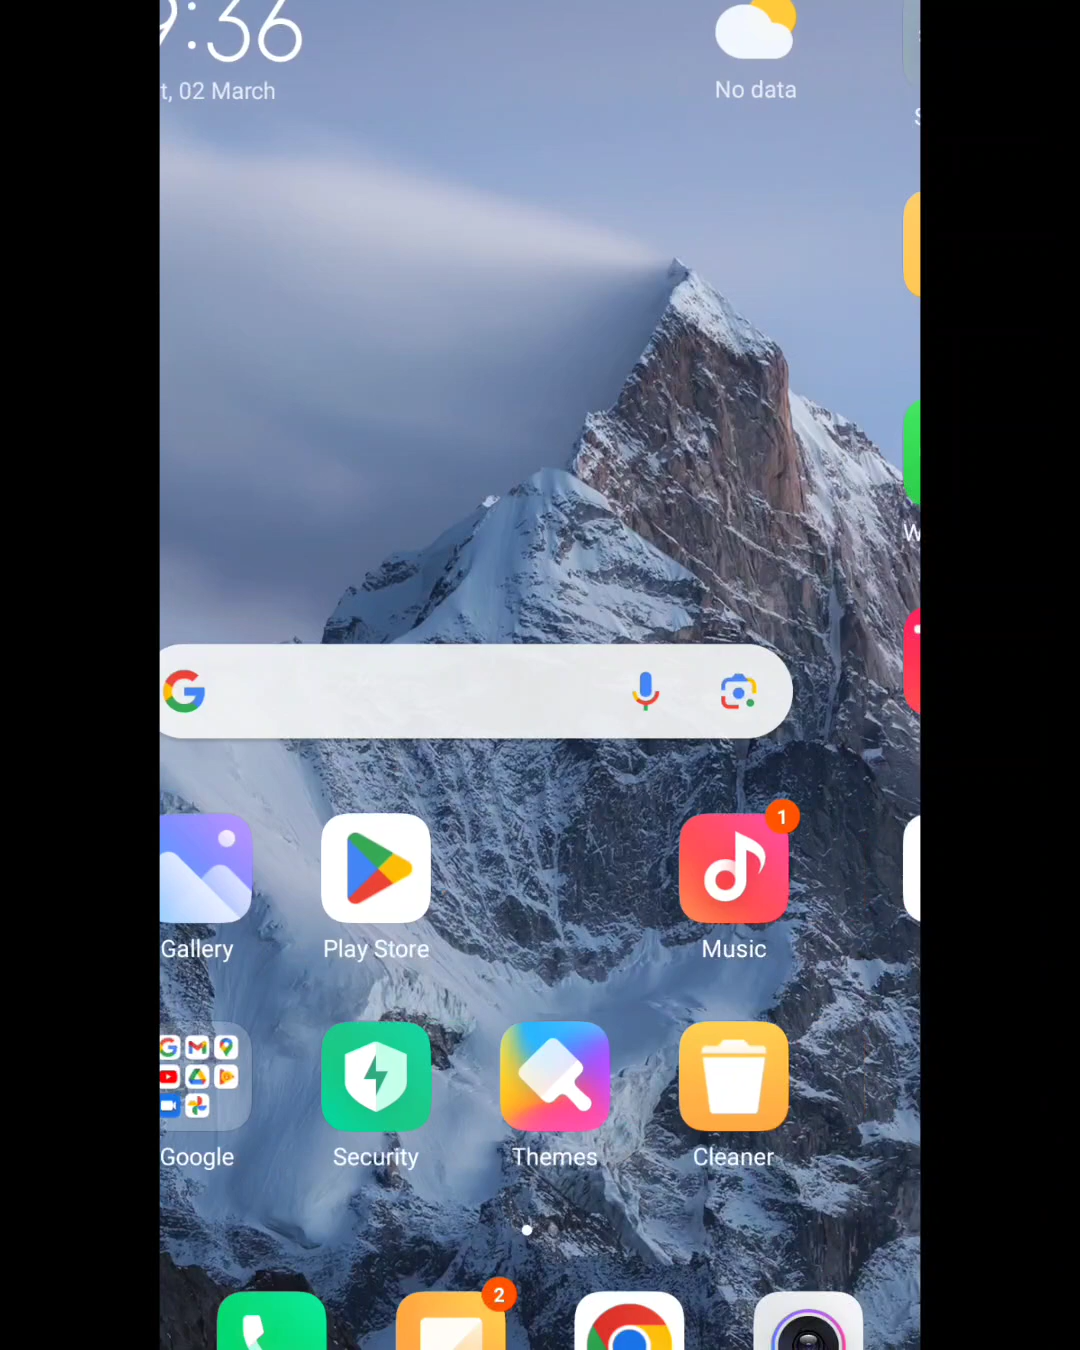 9:36
t, 02 March
No data
W
1
Gallery
Play Store
Music
Google
Security
Themes
Cleaner
2